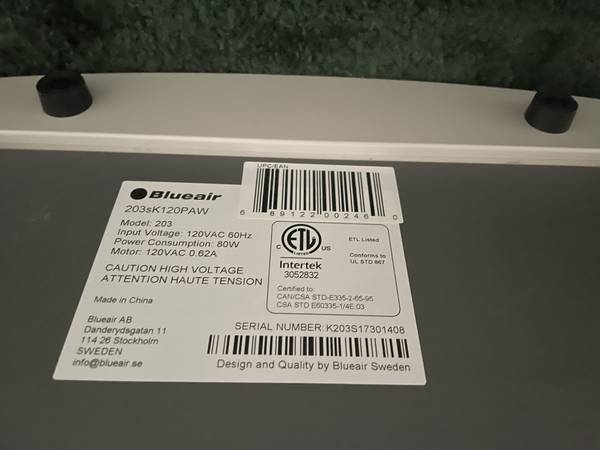 UPC/EAN
6 89122 00246 0
Blueair
203sK120PAW
Model: 203
Input Voltage: 120VAC 60Hz
Power Consumption: 80W
Motor: 120VAC 0.62A
CAUTION HIGH VOLTAGE
ATTENTION HAUTE TENSION
Made in China
Blueair AB
Danderydsgatan 11
114 26 Stockholm
SWEDEN
info@blueair.se
C ETL US
LISTED
Intertek
3052832
ETL Listed
Conforms to
UL STD 867
Certified to:
CAN/CSA STD-E335-2-65-95
CSA STD E60335-1/4E.03
SERIAL NUMBER: K203S17301408
Design and Quality by Blueair Sweden